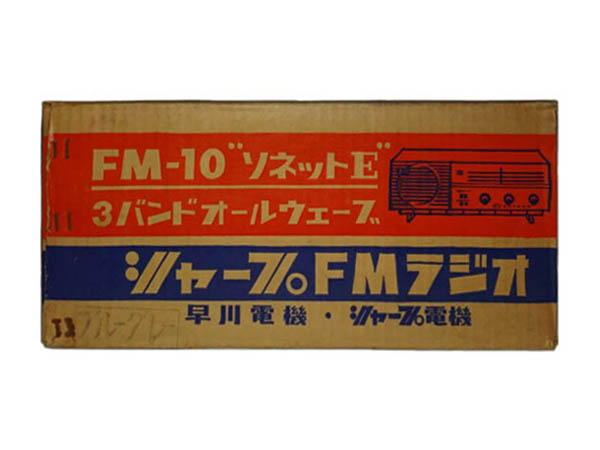 FM-10 "ソネットE"
3バンドオールウェーブ
シャープ。FMラジオ
早川電機・シャープ。電機
ブルーグレー